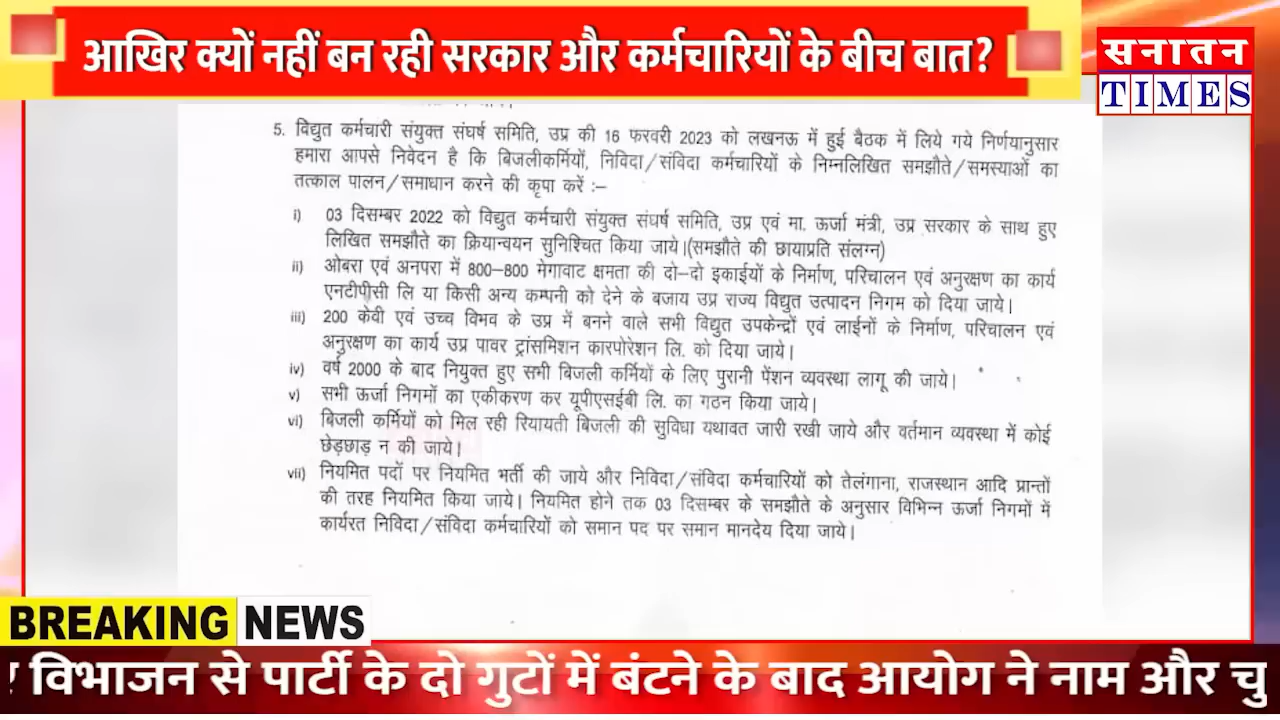 आखिर क्यों नहीं बन रही सरकार और कर्मचारियों के बीच बात?
सनातन
TIMES
5. विद्युत कर्मचारी संयुक्त संघर्ष समिति, उप्र की 16 फरवरी 2023 को लखनऊ में हुई बैठक में लिये गये निर्णयानुसार
हमारा आपसे निवेदन है कि बिजलीकर्मियों, निविदा/संविदा कर्मचारियों के निम्नलिखित समझौते/समस्याओं का
तत्काल पालन/समाधान करने की कृपा करें :–
i) 03 दिसम्बर 2022 को विद्युत कर्मचारी संयुक्त संघर्ष समिति, उप्र एवं मा. ऊर्जा मंत्री, उप्र सरकार के साथ हुए
लिखित समझौते का क्रियान्वयन सुनिश्चित किया जाये।(समझौते की छायाप्रति संलग्न)
ii) ओबरा एवं अनपरा में 800–800 मेगावाट क्षमता की दो–दो इकाईयों के निर्माण, परिचालन एवं अनुरक्षण का कार्य
एनटीपीसी लि या किसी अन्य कम्पनी को देने के बजाय उप्र राज्य विद्युत उत्पादन निगम को दिया जाये।
iii) 200 केवी एवं उच्च विभव के उप्र में बनने वाले सभी विद्युत उपकेन्द्रों एवं लाईनों के निर्माण, परिचालन एवं
अनुरक्षण का कार्य उप्र पावर ट्रांसमिशन कारपोरेशन लि. को दिया जाये।
iv) वर्ष 2000 के बाद नियुक्त हुए सभी बिजली कर्मियों के लिए पुरानी पेंशन व्यवस्था लागू की जाये।
v) सभी ऊर्जा निगमों का एकीकरण कर यूपीएसईबी लि. का गठन किया जाये।
vi) बिजली कर्मियों को मिल रही रियायती बिजली की सुविधा यथावत जारी रखी जाये और वर्तमान व्यवस्था में कोई
छेड़छाड़ न की जाये।
vii) नियमित पदों पर नियमित भर्ती की जाये और निविदा/संविदा कर्मचारियों को तेलंगाना, राजस्थान आदि प्रान्तों
की तरह नियमित किया जाये। नियमित होने तक 03 दिसम्बर के समझौते के अनुसार विभिन्न ऊर्जा निगमों में
कार्यरत निविदा/संविदा कर्मचारियों को समान पद पर समान मानदेय दिया जाये।
BREAKING NEWS
विभाजन से पार्टी के दो गुटों में बंटने के बाद आयोग ने नाम और चु